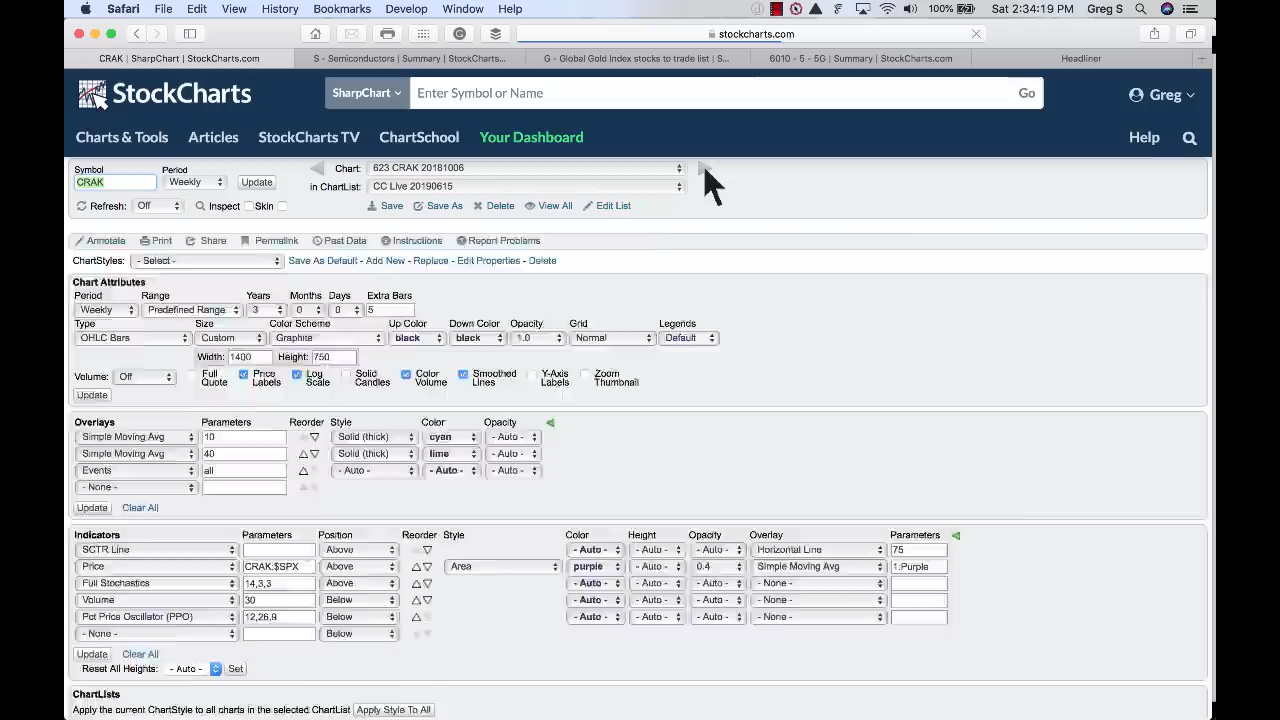 Safari File Edit View History Bookmarks Develop Window Help 100% Sat 2:34:19 PM Greg S
stockcharts.com
CRAK | SharpChart | StockCharts.com S - Semiconductors | Summary | StockCharts... G - Global Gold Index stocks to trade list | S... 6010 - 5 - 5G | Summary | StockCharts.com Headliner
StockCharts SharpChart Enter Symbol or Name Go Greg
Charts & Tools Articles StockCharts TV ChartSchool Your Dashboard Help
Symbol Period Chart: 623 CRAK 20181006
CRAK Weekly Update in ChartList: CC Live 20190615
Refresh: Off Inspect Skin Save Save As Delete View All Edit List
Annotate Print Share Permalink Past Data Instructions Report Problems
ChartStyles: - Select - Save As Default - Add New - Replace - Edit Properties - Delete
Chart Attributes
Period Range Years Months Days Extra Bars
Weekly Predefined Range 3 0 0 5
Type Size Color Scheme Up Color Down Color Opacity Grid Legends
OHLC Bars Custom Graphite black black 1.0 Normal Default
Width: 1400 Height: 750
Volume: Off Full Quote Price Labels Log Scale Solid Candles Color Volume Smoothed Lines Y-Axis Labels Zoom Thumbnail
Update
Overlays Parameters Reorder Style Color Opacity
Simple Moving Avg 10 Solid (thick) cyan - Auto -
Simple Moving Avg 40 Solid (thick) lime - Auto -
Events all - Auto - - Auto - - Auto -
- None -
Update Clear All
Indicators Parameters Position Reorder Style Color Height Opacity Overlay Parameters
SCTR Line Above - Auto - - Auto - - Auto - Horizontal Line 75
Price CRAK:$SPX Above Area purple - Auto - 0.4 Simple Moving Avg 1:Purple
Full Stochastics 14,3,3 Above - Auto - - Auto - - Auto - - None -
Volume 30 Below - Auto - - Auto - - Auto - - None -
Pct Price Oscillator (PPO) 12,26,9 Below - Auto - - Auto - - Auto - - None -
- None - Below
Update Clear All
Reset All Heights: - Auto - Set
ChartLists
Apply the current ChartStyle to all charts in the selected ChartList Apply Style To All